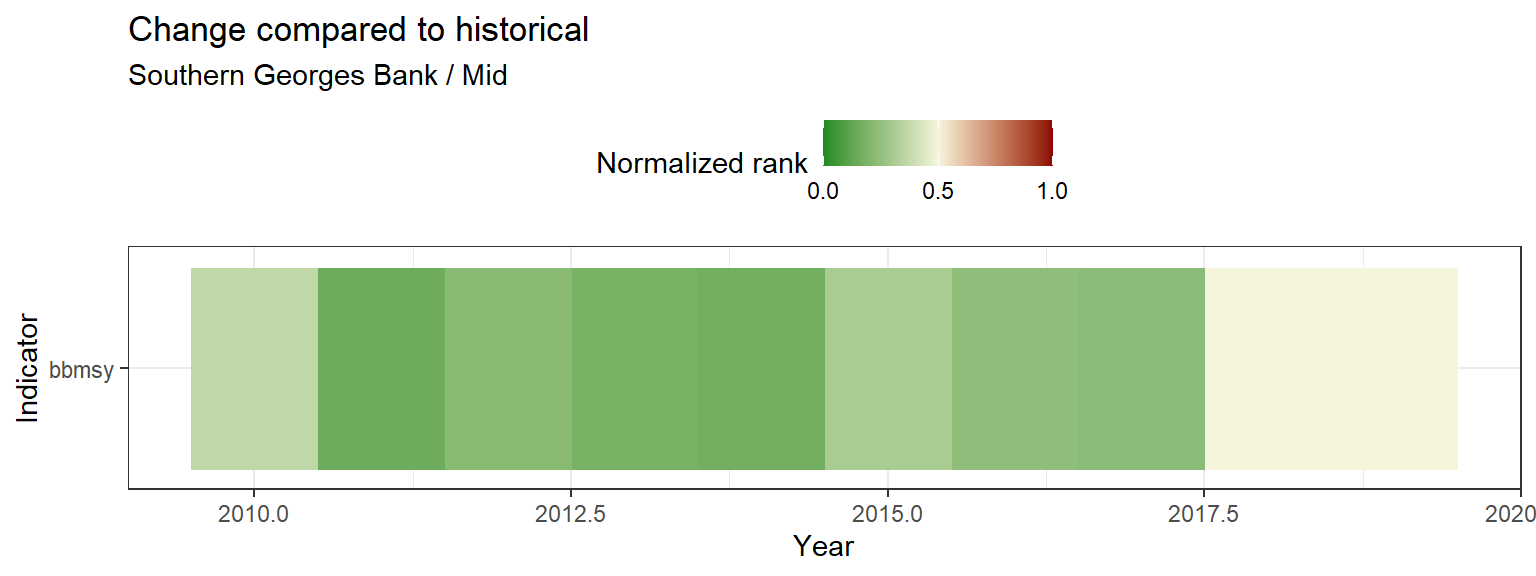 Change compared to historical
Southern Georges Bank / Mid
Normalized rank
0.0 0.5 1.0
Indicator
bbmsy
2010.0 2012.5 2015.0 2017.5 2020
Year